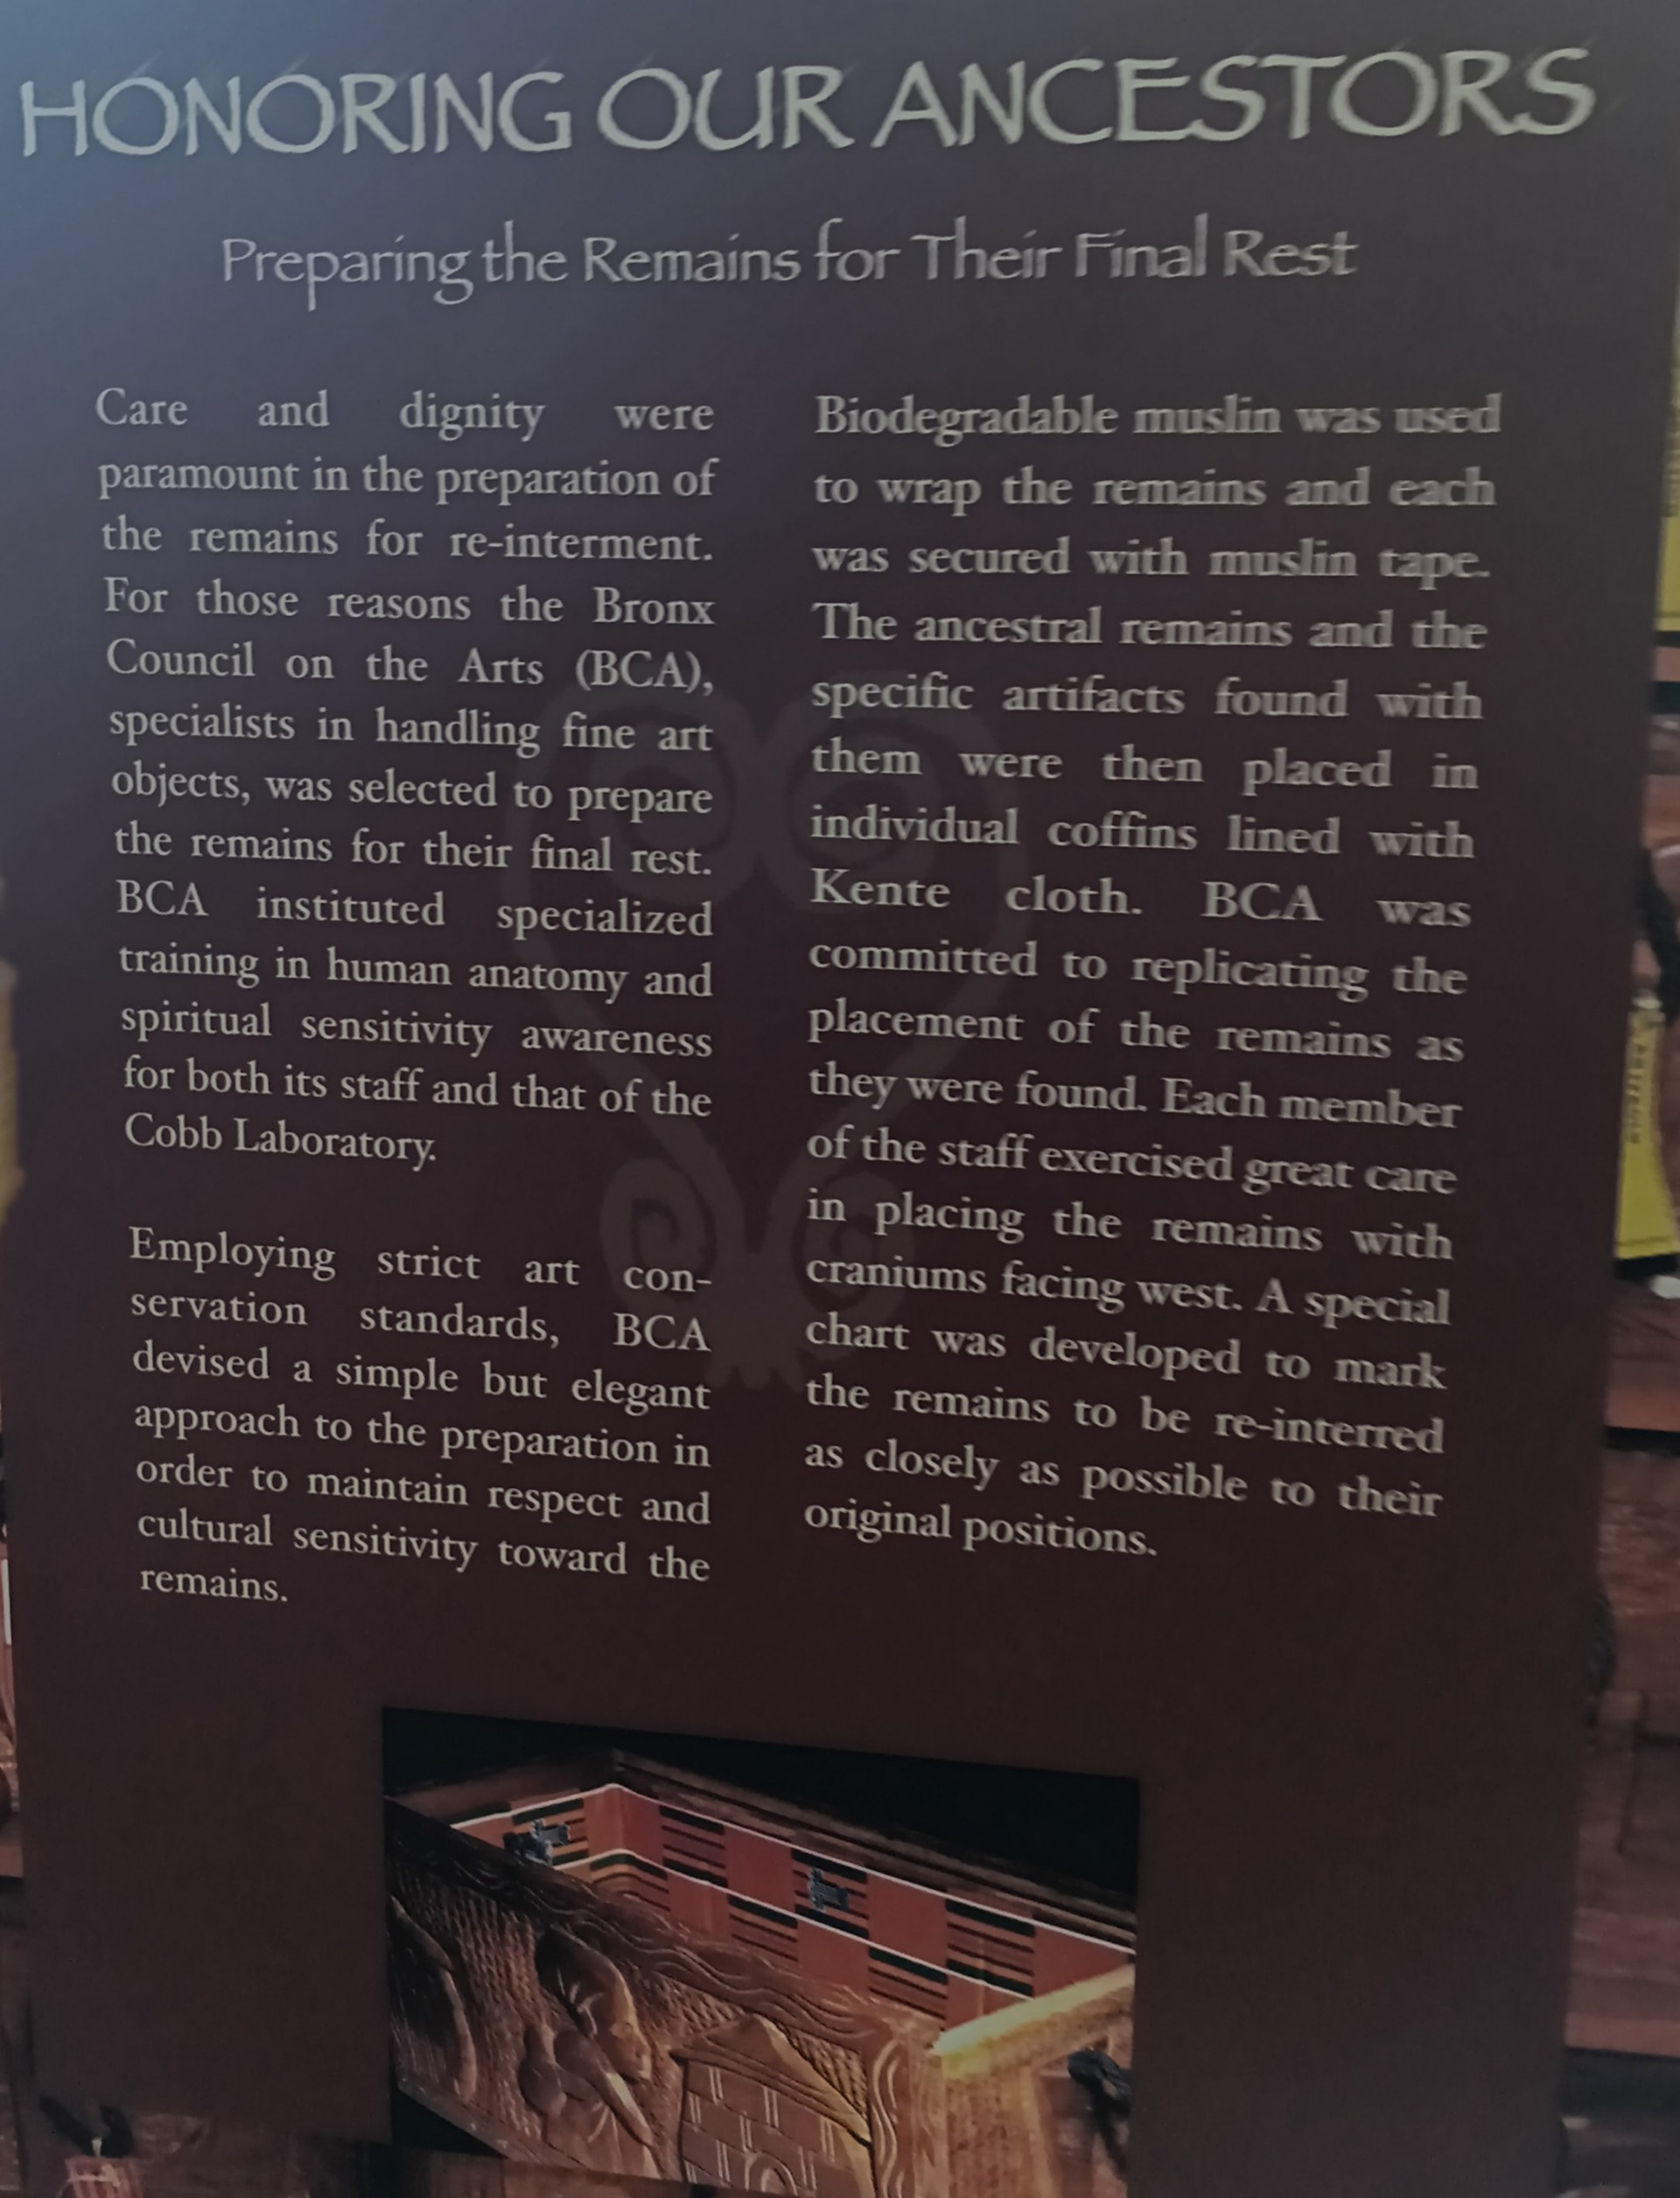 HONORING OUR ANCESTORS
Preparing the Remains for Their Final Rest
Care and dignity were
paramount in the preparation of
the remains for re-interment.
For those reasons the Bronx
Council on the Arts (BCA),
specialists in handling fine art
objects, was selected to prepare
the remains for their final rest.
BCA instituted specialized
training in human anatomy and
spiritual sensitivity awareness
for both its staff and that of the
Cobb Laboratory.
Employing strict art con-
servation standards, BCA
devised a simple but elegant
approach to the preparation in
order to maintain respect and
cultural sensitivity toward the
remains.
Biodegradable muslin was used
to wrap the remains and each
was secured with muslin tape.
The ancestral remains and the
specific artifacts found with
them were then placed in
individual coffins lined with
Kente cloth. BCA was
committed to replicating the
placement of the remains as
they were found. Each member
of the staff exercised great care
in placing the remains with
craniums facing west. A special
chart was developed to mark
the remains to be re-interred
as closely as possible to their
original positions.